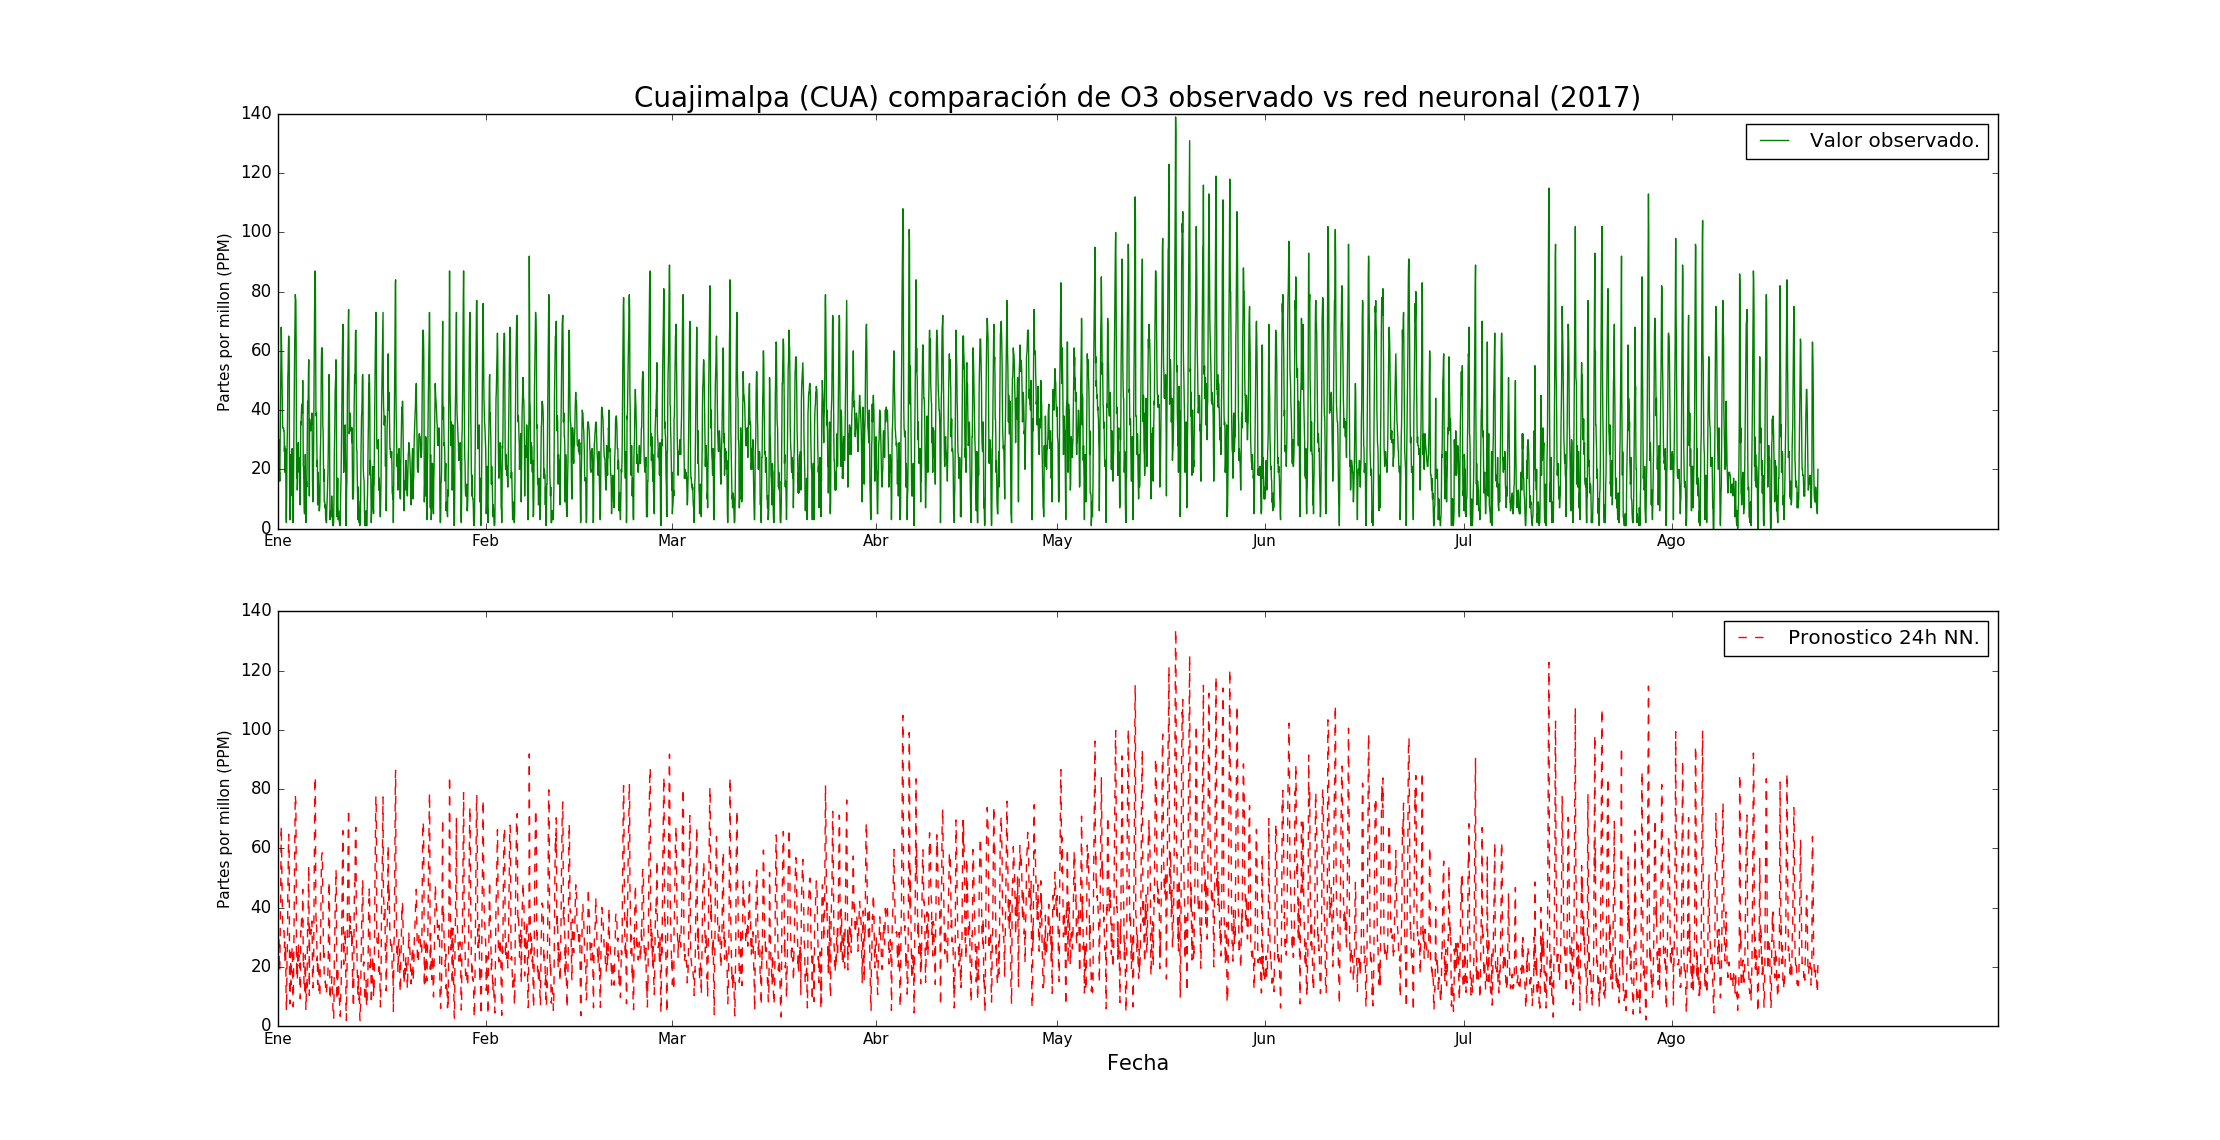 Cuajimalpa (CUA) comparación de O3 observado vs red neuronal (2017)
140
120
100
80
60
40
20
0
Partes por millon (PPM)
Valor observado.
Ene Feb Mar Abr May Jun Jul Ago
140
120
100
80
60
40
20
0
Partes por millon (PPM)
Pronostico 24h NN.
Ene Feb Mar Abr May Jun Jul Ago
Fecha